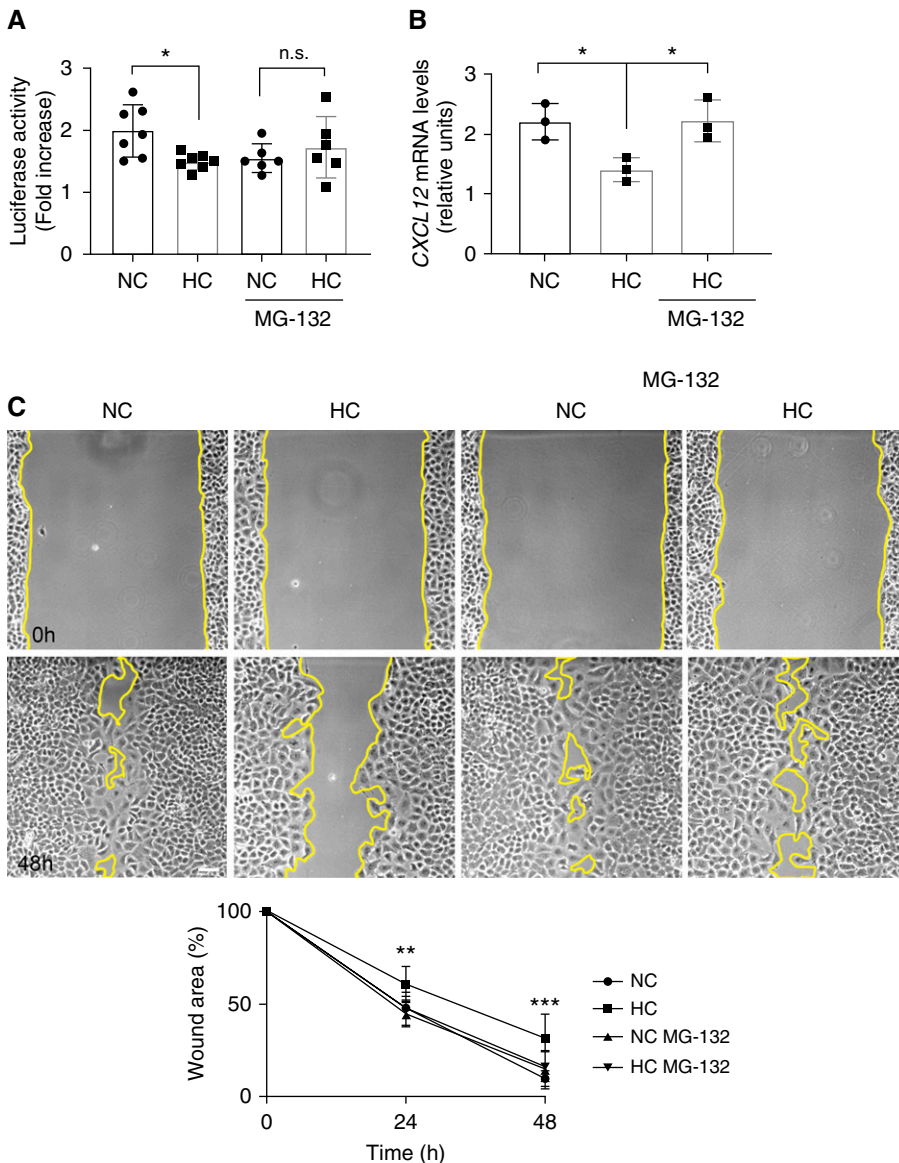 A
Luciferase activity
(Fold increase)
3
2
1
0
*
n.s.
NC
HC
NC
HC
MG-132
B
CXCL12 mRNA levels
(relative units)
3
2
1
0
*
*
NC
HC
HC
MG-132
C
MG-132
NC
HC
NC
HC
0h
48h
Wound area (%)
100
50
0
**
***
0
24
48
Time (h)
NC
HC
NC MG-132
HC MG-132